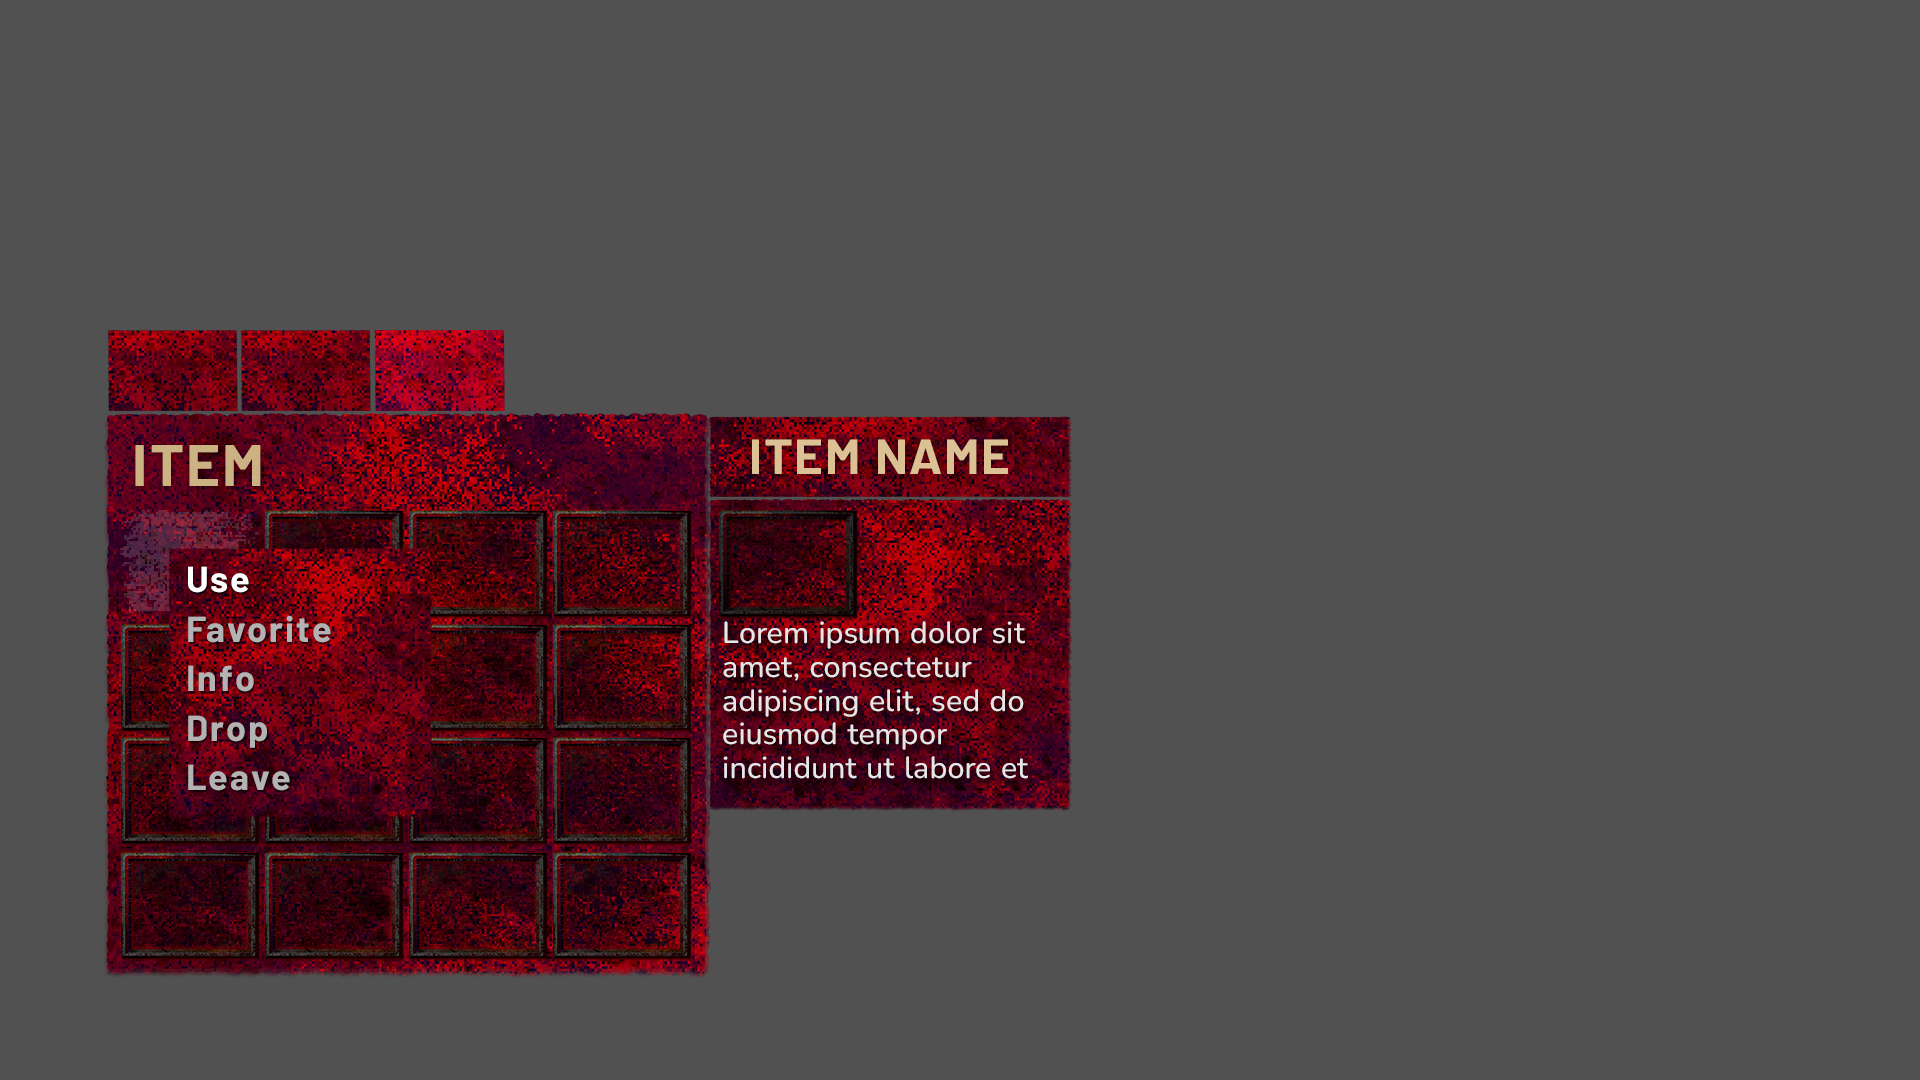 ITEM
Use
Favorite
Info
Drop
Leave
ITEM NAME
Lorem ipsum dolor sit
amet, consectetur
adipiscing elit, sed do
eiusmod tempor
incididunt ut labore et